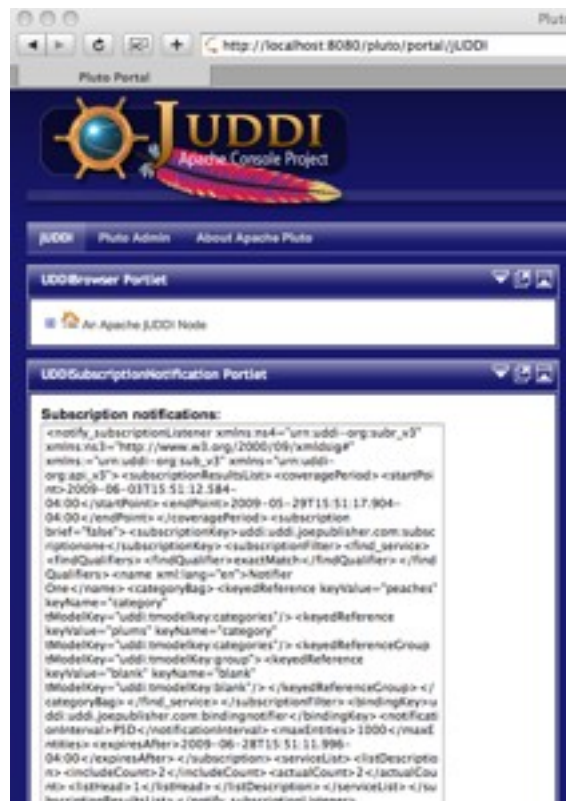 Pluto
http://localhost:8080/pluto/portal/jUDDI
Pluto Portal
JUDDI
Apache Console Project
jUDDI Pluto Admin About Apache Pluto
UDDIBrowser Portlet
An Apache jUDDI Node
UDDISubscriptionNotification Portlet
Subscription notifications:
<notify_subscriptionListener xmlns:ns4="urn:uddi-org:subr_v3"
xmlns:ns3="http://www.w3.org/2000/09/xmldsig#"
xmlns:="urn:uddi-org:sub_v3" xmlns="urn:uddi-
org:api_v3"><subscriptionResultsList><coveragePeriod><startPoi
nt>2009-06-03T15:51:12.584-
04:00</startPoint><endPoint>2009-05-29T15:51:17.904-
04:00</endPoint></coveragePeriod><subscription
brief="false"><subscriptionKey>uddi:uddi.joepublisher.com:subsc
riptionone</subscriptionKey><subscriptionFilter><find_service>
<findQualifiers><findQualifier>exactMatch</findQualifier></find
Qualifiers><name xml:lang="en">Notifier
One</name><categoryBag><keyedReference keyValue="peaches"
keyName="category"
tModelKey="uddi:tmodelkey:categories"/><keyedReference
keyValue="plums" keyName="category"
tModelKey="uddi:tmodelkey:categories"/><keyedReferenceGroup
tModelKey="uddi:tmodelkey:group"><keyedReference
keyValue="blank" keyName="blank"
tModelKey="uddi:tmodelkey:blank"/></keyedReferenceGroup></
categoryBag></find_service></subscriptionFilter><bindingKey>u
ddi:uddi.joepublisher.com:bindingnotifier</bindingKey><notificati
onInterval>P5D</notificationInterval><maxEntities>1000</maxE
ntities><expiresAfter>2009-06-28T15:51:11.996-
04:00</expiresAfter></subscription><serviceList><listDescriptio
n><includeCount>2</includeCount><actualCount>2</actualCou
nt><listHead>1</listHead></listDescription></serviceList></su
bscriptionResultsList></notify_subscriptionListener>